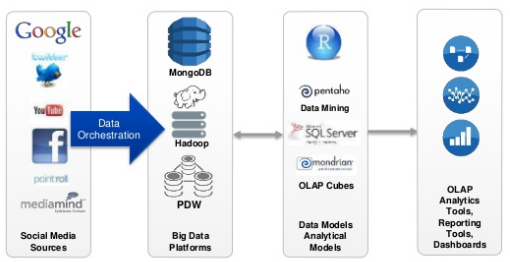 Google
twitter
YouTube
f
pointroll
mediamind
Social Media
Sources
Data
Orchestration
MongoDB
Hadoop
PDW
Big Data
Platforms
R
pentaho
Data Mining
SQL Server
mondrian
OLAP Cubes
Data Models
Analytical
Models
OLAP
Analytics
Tools,
Reporting
Tools,
Dashboards